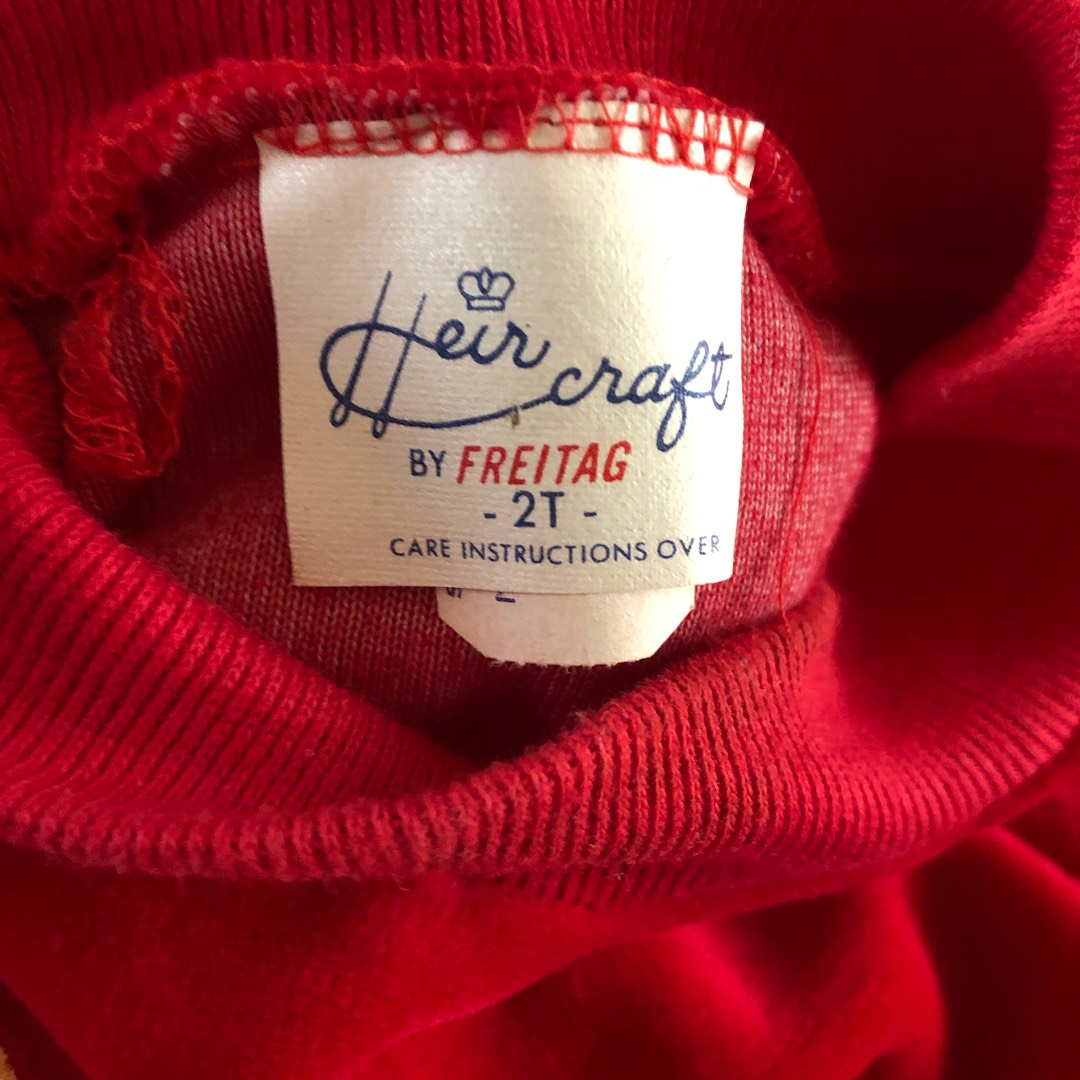 Heir craft
BY FREITAG
- 2T -
CARE INSTRUCTIONS OVER